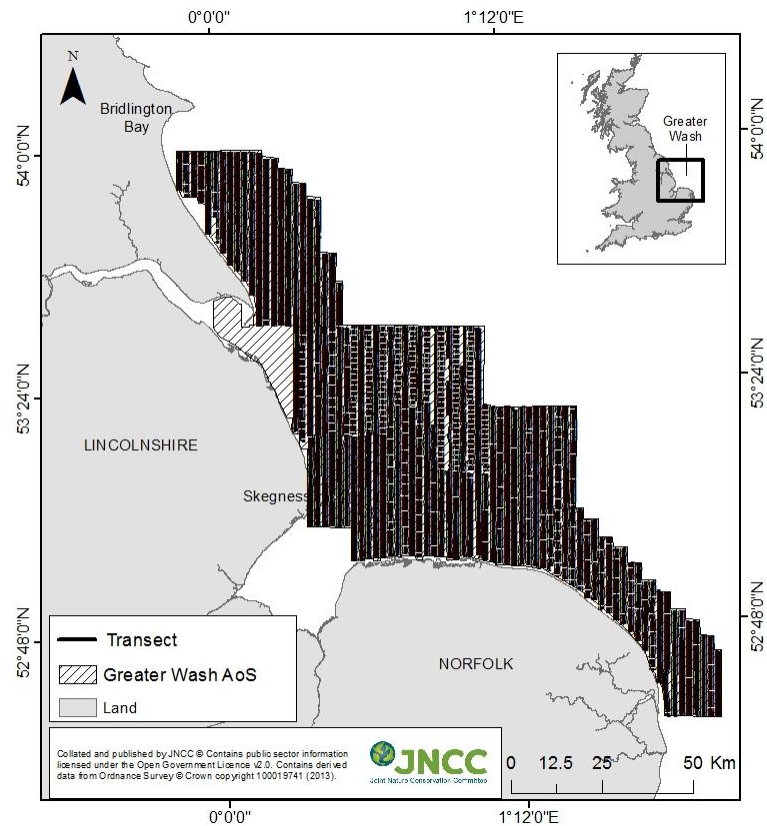 0°0'0"
1°12'0"E
N
Bridlington
Bay
Greater
Wash
54°0'0"N
54°0'0"N
53°24'0"N
53°24'0"N
LINCOLNSHIRE
Skegness
52°48'0"N
52°48'0"N
Transect
Greater Wash AoS
Land
NORFOLK
Collated and published by JNCC © Contains public sector information
licensed under the Open Government Licence v2.0. Contains derived
data from Ordnance Survey © Crown copyright 100019741 (2013).
JNCC
Joint Nature Conservation Committee
0 12.5 25 50 Km
0°0'0"
1°12'0"E